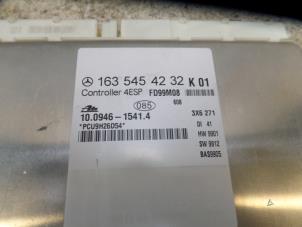 163 545 42 32 K 01
Controller 4ESP FD99M08
085 608
Ate 10.0946-1541.4 3X6 271
*PCU9H26054* DI 41
HW 9901
SW 9912
BAS9905